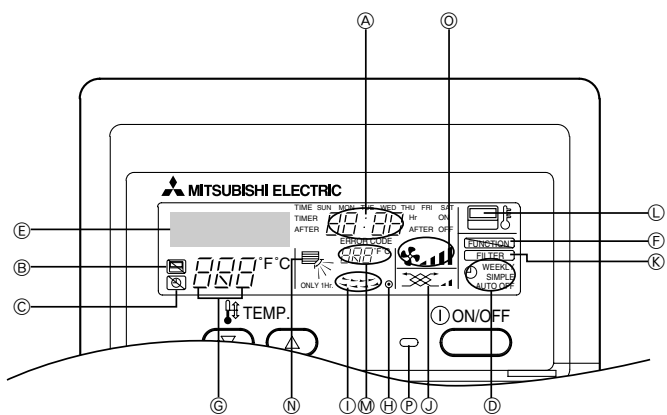 Ⓐ Ⓞ
MITSUBISHI ELECTRIC
TIME SUN MON TUE WED THU FRI SAT
TIMER Hr ON
AFTER AFTER OFF
ERROR CODE
°F°C
°F°C
ONLY 1Hr.
FUNCTION
FILTER
WEEKLY
SIMPLE
AUTO OFF
TEMP.
ON/OFF
Ⓔ
Ⓑ
Ⓒ
Ⓛ
Ⓕ
Ⓚ
Ⓖ Ⓝ Ⓘ Ⓜ Ⓗ Ⓟ Ⓙ Ⓓ